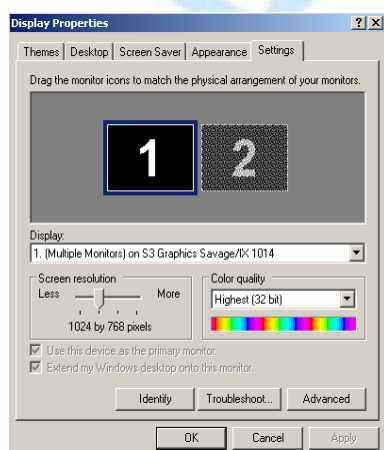 Display Properties
Themes Desktop Screen Saver Appearance Settings
Drag the monitor icons to match the physical arrangement of your monitors.
1 2
Display:
1. (Multiple Monitors) on S3 Graphics Savage/IX 1014
Screen resolution
Less More
1024 by 768 pixels
Color quality
Highest (32 bit)
Use this device as the primary monitor.
Extend my Windows desktop onto this monitor.
Identify Troubleshoot... Advanced
OK Cancel Apply